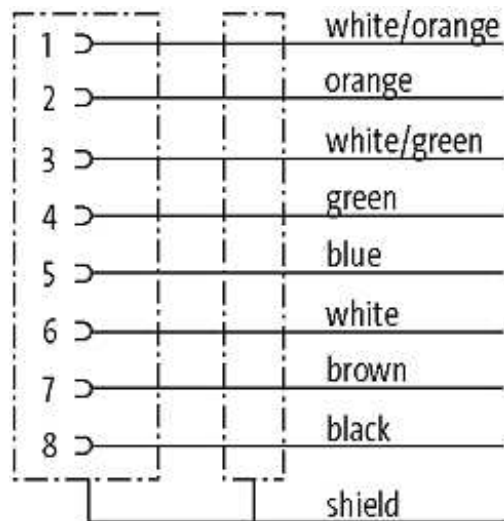 1 white/orange
2 orange
3 white/green
4 green
5 blue
6 white
7 brown
8 black
shield